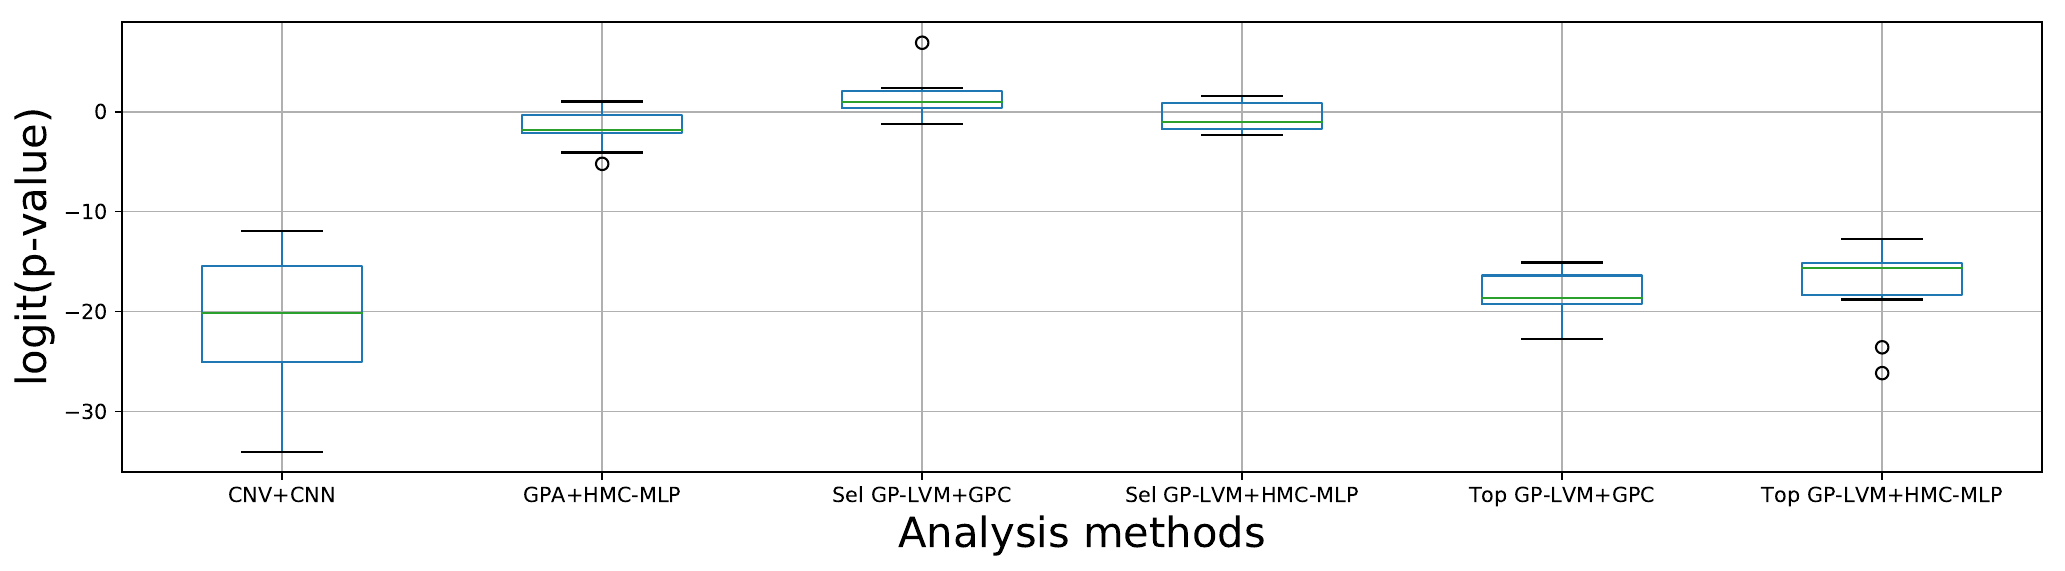 logit(p-value)
0
−10
−20
−30
CNV+CNN
GPA+HMC-MLP
Sel GP-LVM+GPC
Sel GP-LVM+HMC-MLP
Top GP-LVM+GPC
Top GP-LVM+HMC-MLP
Analysis methods